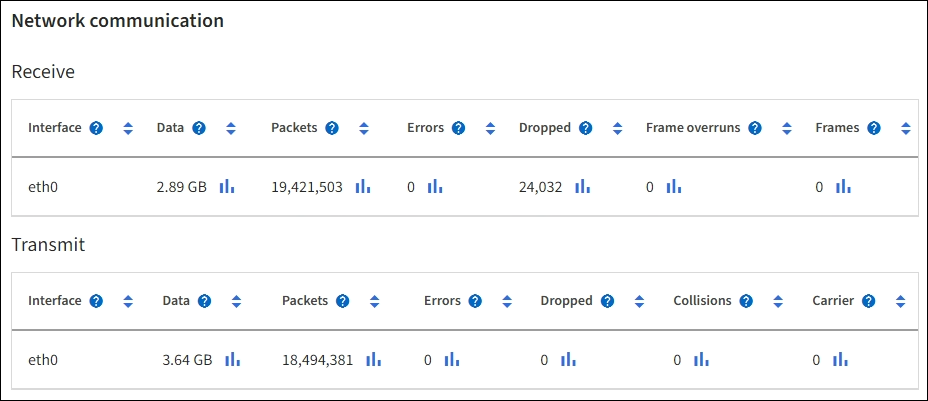 Network communication
Receive
Interface ? Data ? Packets ? Errors ? Dropped ? Frame overruns ? Frames ?
eth0 2.89 GB 19,421,503 0 24,032 0 0
Transmit
Interface ? Data ? Packets ? Errors ? Dropped ? Collisions ? Carrier ?
eth0 3.64 GB 18,494,381 0 0 0 0